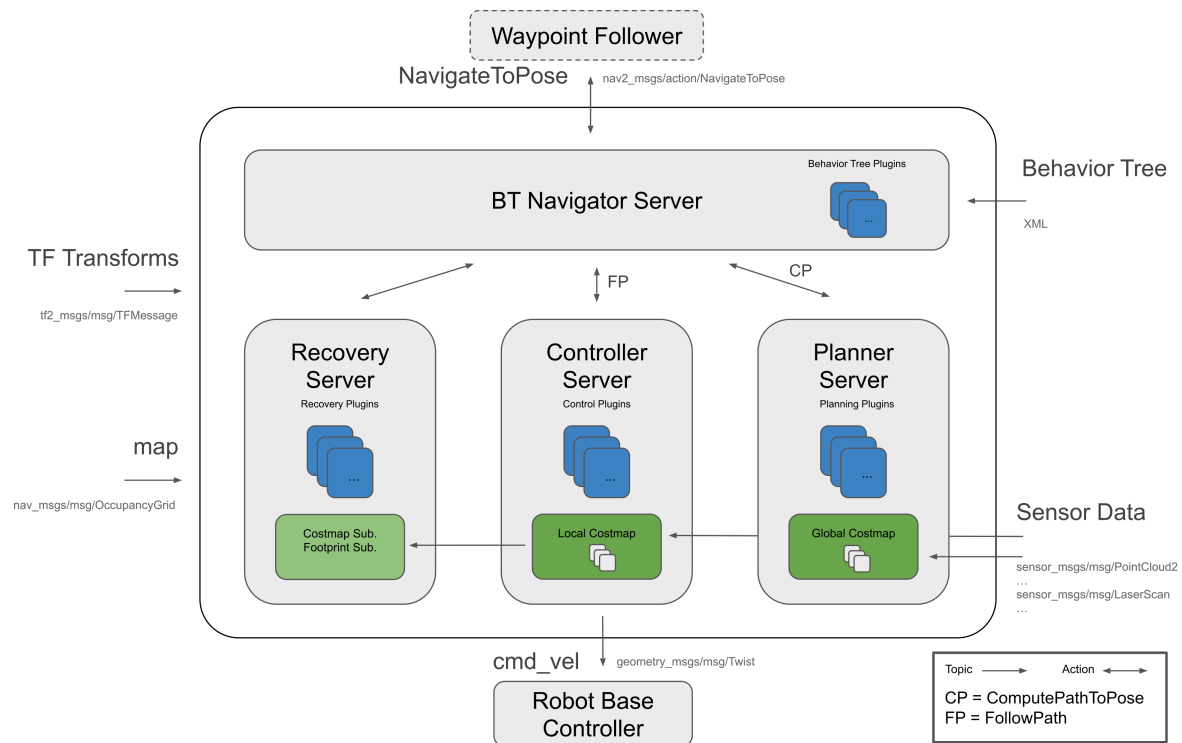 Waypoint Follower
NavigateToPose
nav2_msgs/action/NavigateToPose
Behavior Tree Plugins
BT Navigator Server
...
Behavior Tree
XML
TF Transforms
tf2_msgs/msg/TFMessage
FP
CP
Recovery
Server
Recovery Plugins
...
Costmap Sub.
Footprint Sub.
Controller
Server
Control Plugins
...
Local Costmap
Planner
Server
Planning Plugins
...
Global Costmap
map
nav_msgs/msg/OccupancyGrid
Sensor Data
sensor_msgs/msg/PointCloud2
...
sensor_msgs/msg/LaserScan
...
cmd_vel
geometry_msgs/msg/Twist
Robot Base
Controller
Topic
Action
CP = ComputePathToPose
FP = FollowPath